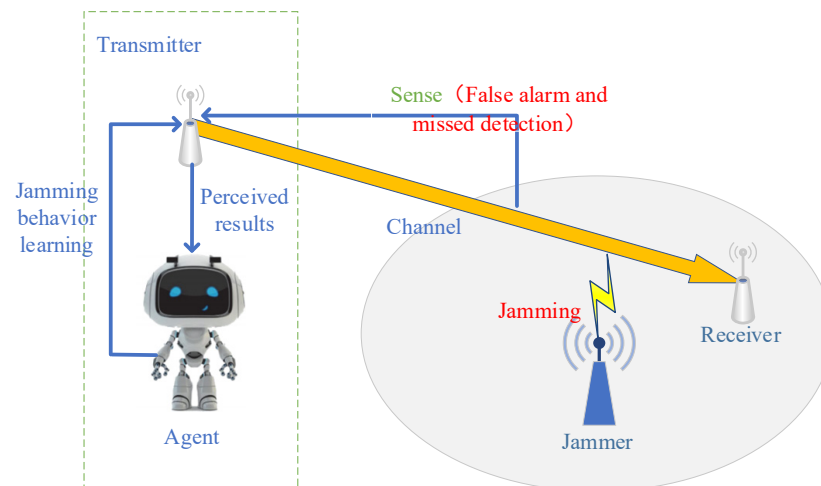 Transmitter
Sense（False alarm and
missed detection）
Jamming
behavior
learning
Perceived
results
Channel
Jamming
Receiver
Agent
Jammer